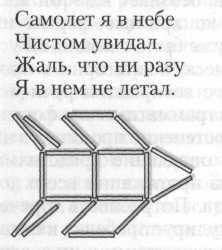 Самолет я в небе
Чистом увидал.
Жаль, что ни разу
Я в нем не летал.